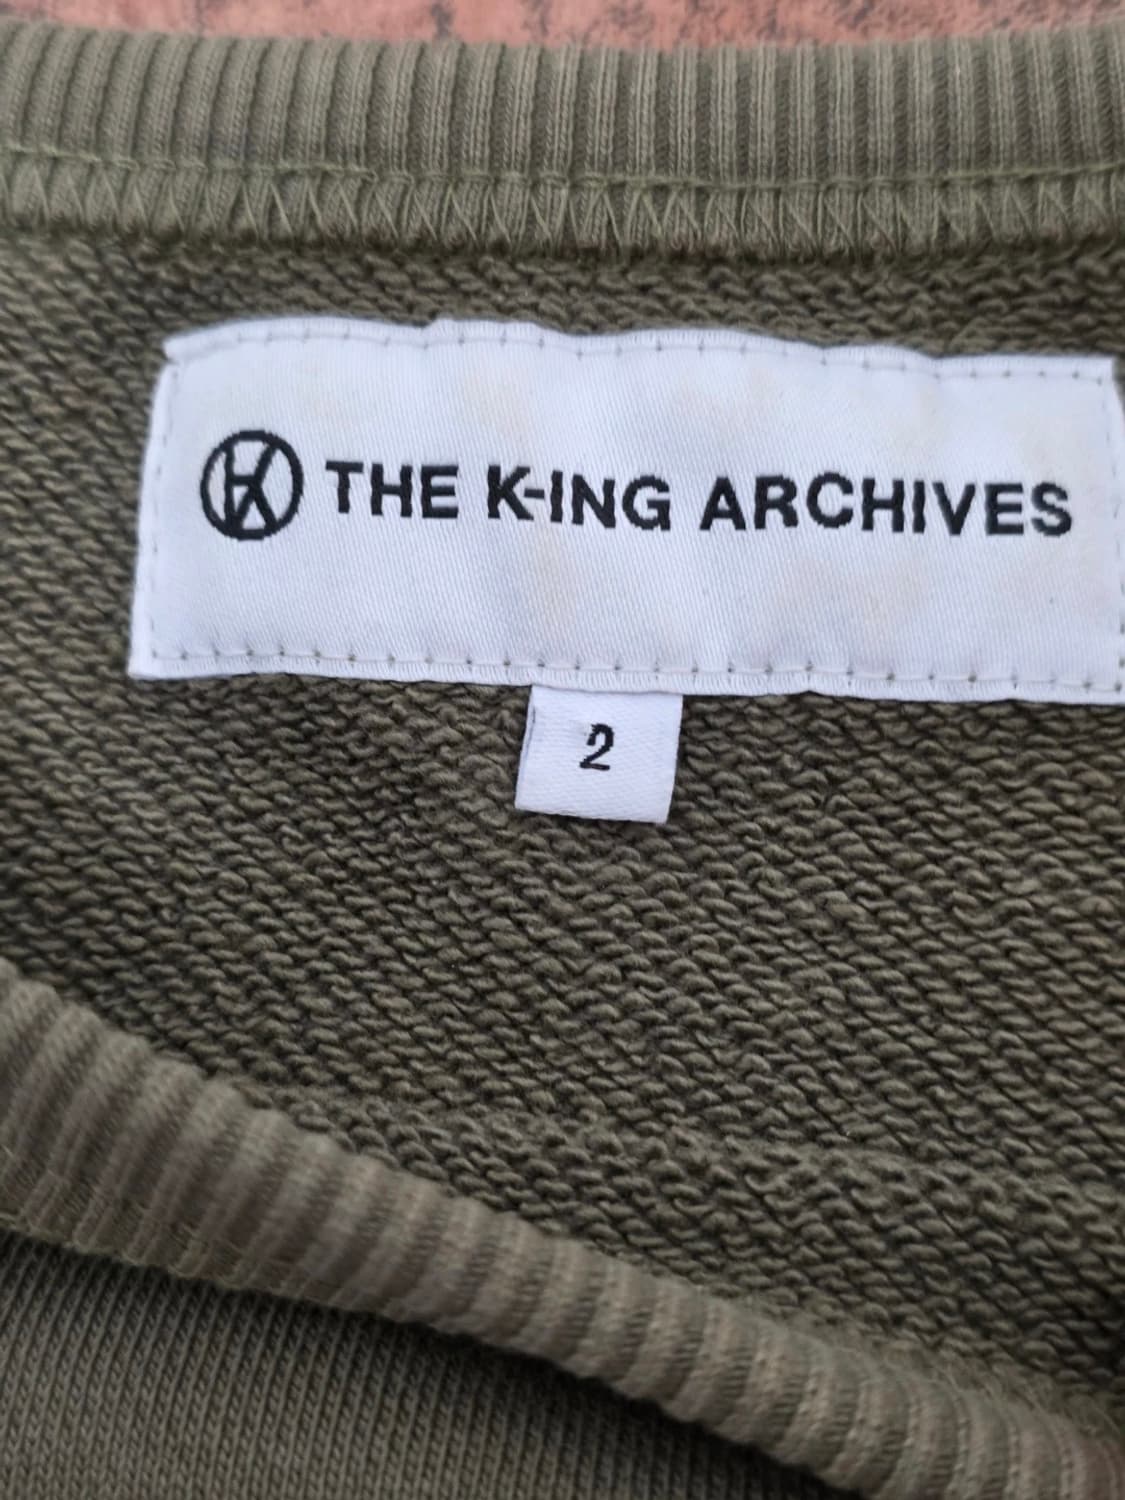 THE K-ING ARCHIVES
2